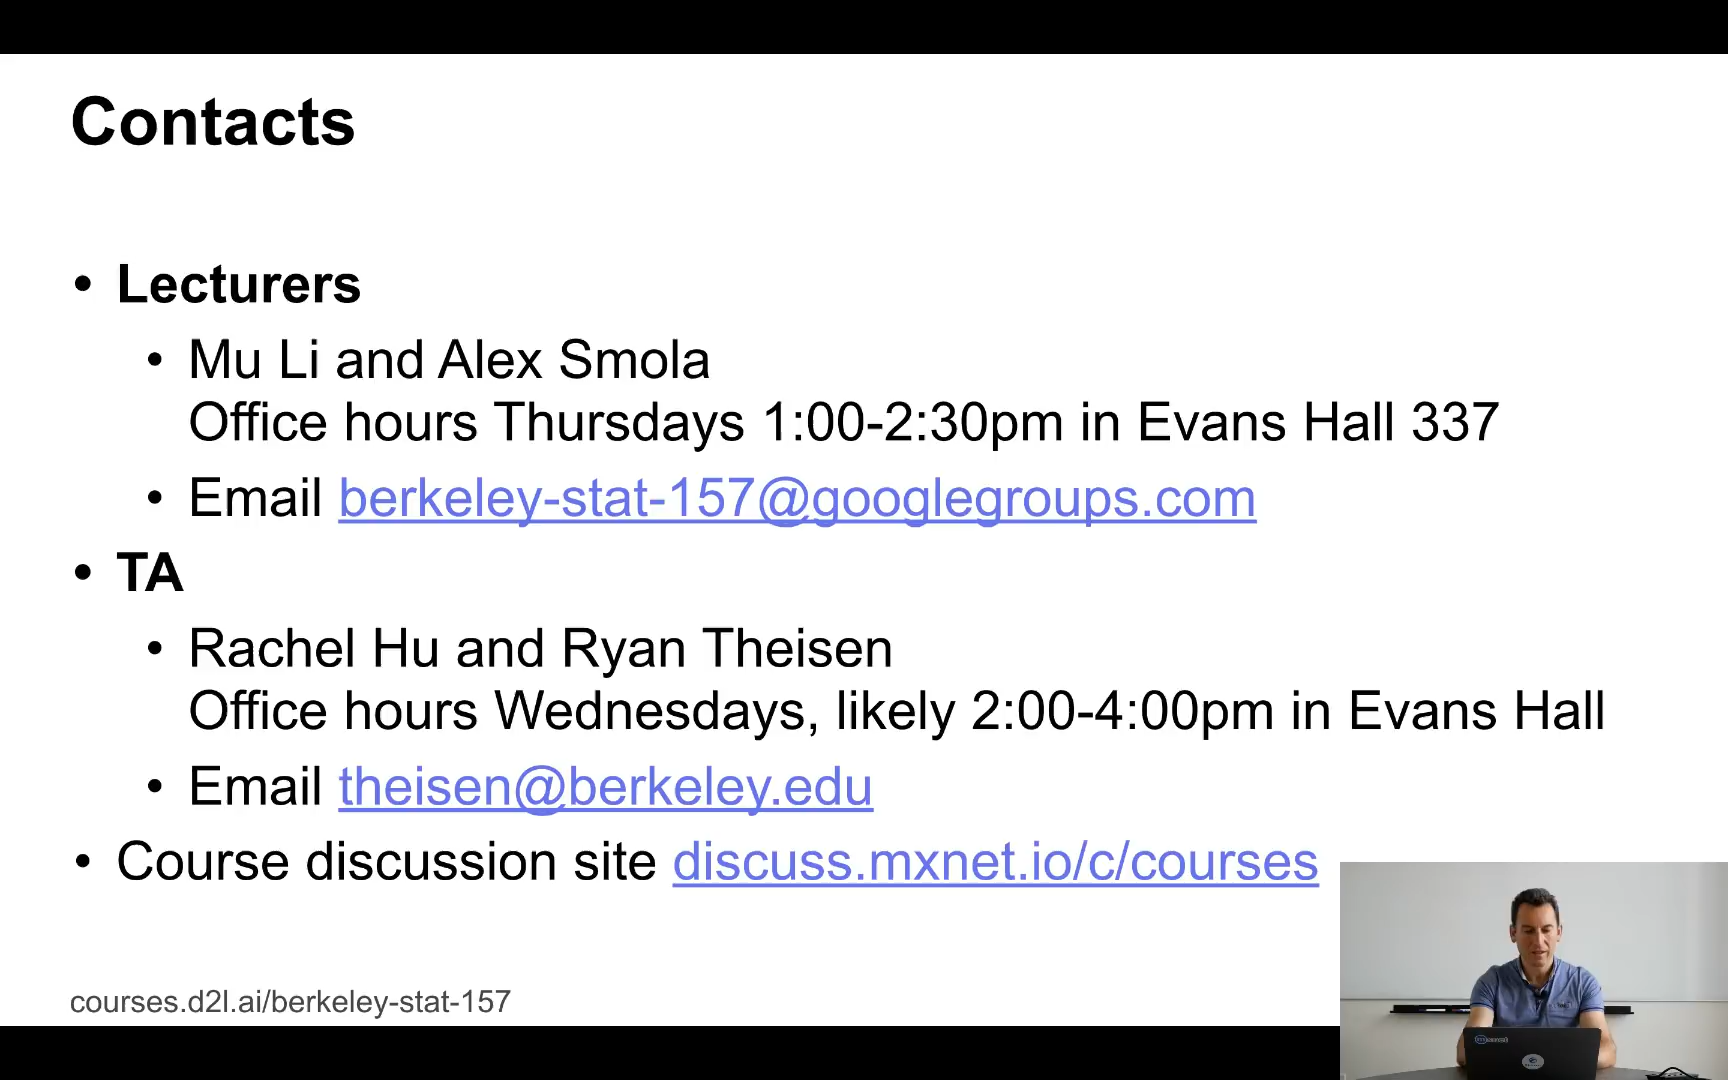 Contacts
• Lecturers
• Mu Li and Alex Smola
Office hours Thursdays 1:00-2:30pm in Evans Hall 337
• Email berkeley-stat-157@googlegroups.com
• TA
• Rachel Hu and Ryan Theisen
Office hours Wednesdays, likely 2:00-4:00pm in Evans Hall
• Email theisen@berkeley.edu
• Course discussion site discuss.mxnet.io/c/courses
courses.d2l.ai/berkeley-stat-157